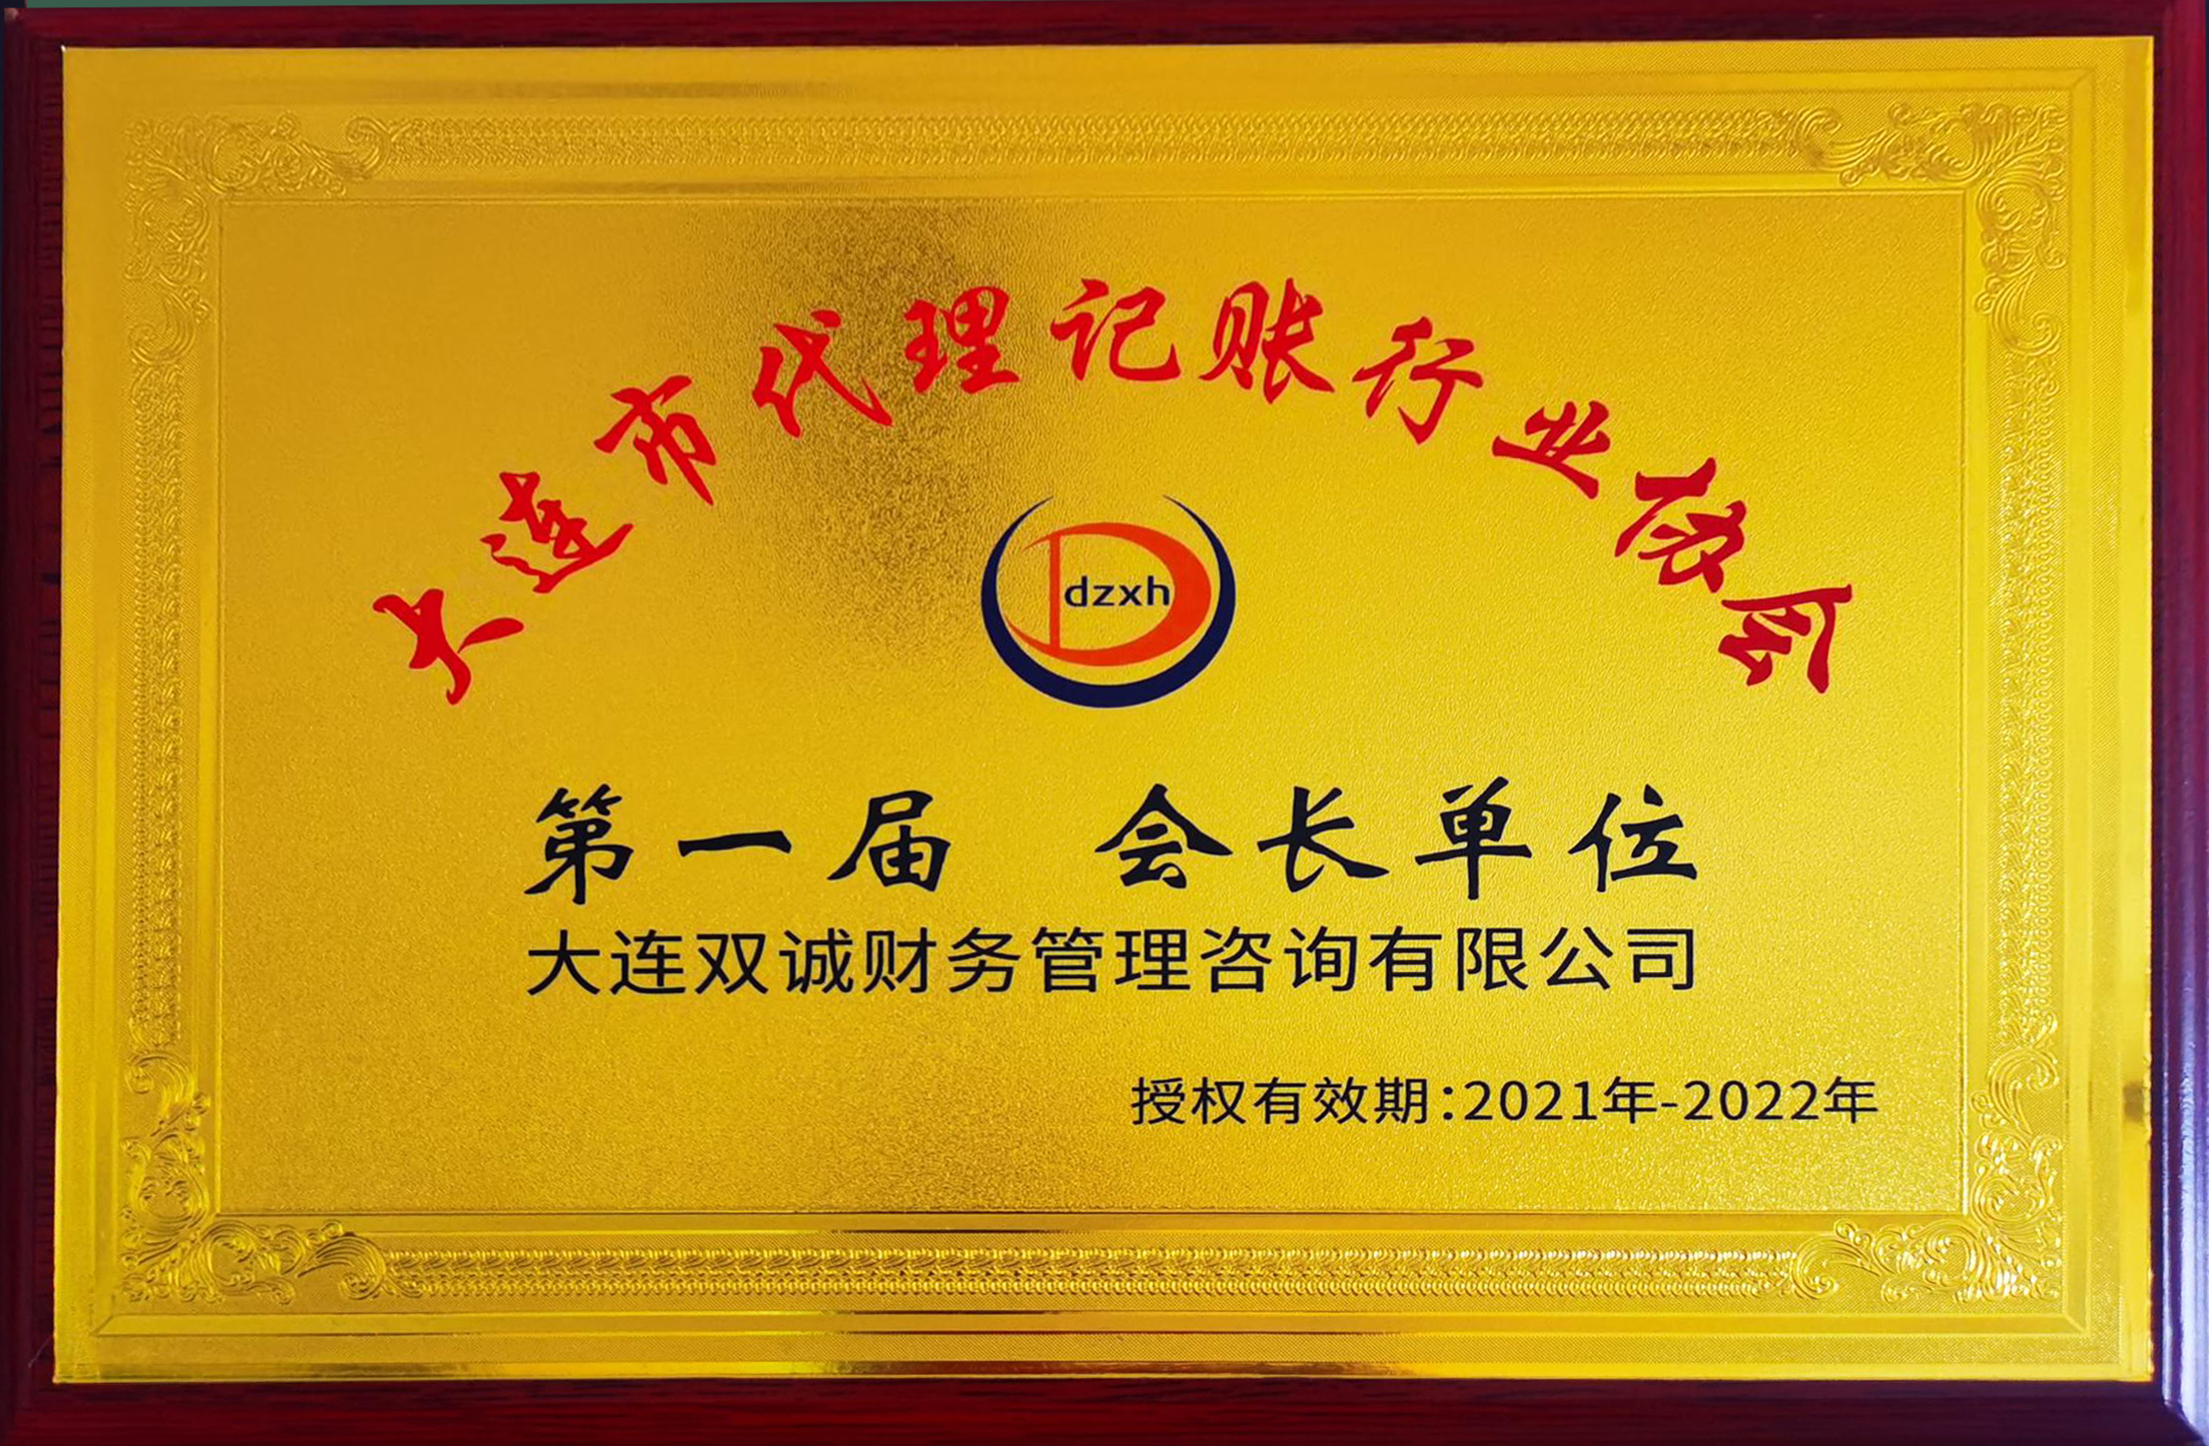 大连市代理记账行业协会
dzxh
第一届 会长单位
大连双诚财务管理咨询有限公司
授权有效期:2021年-2022年